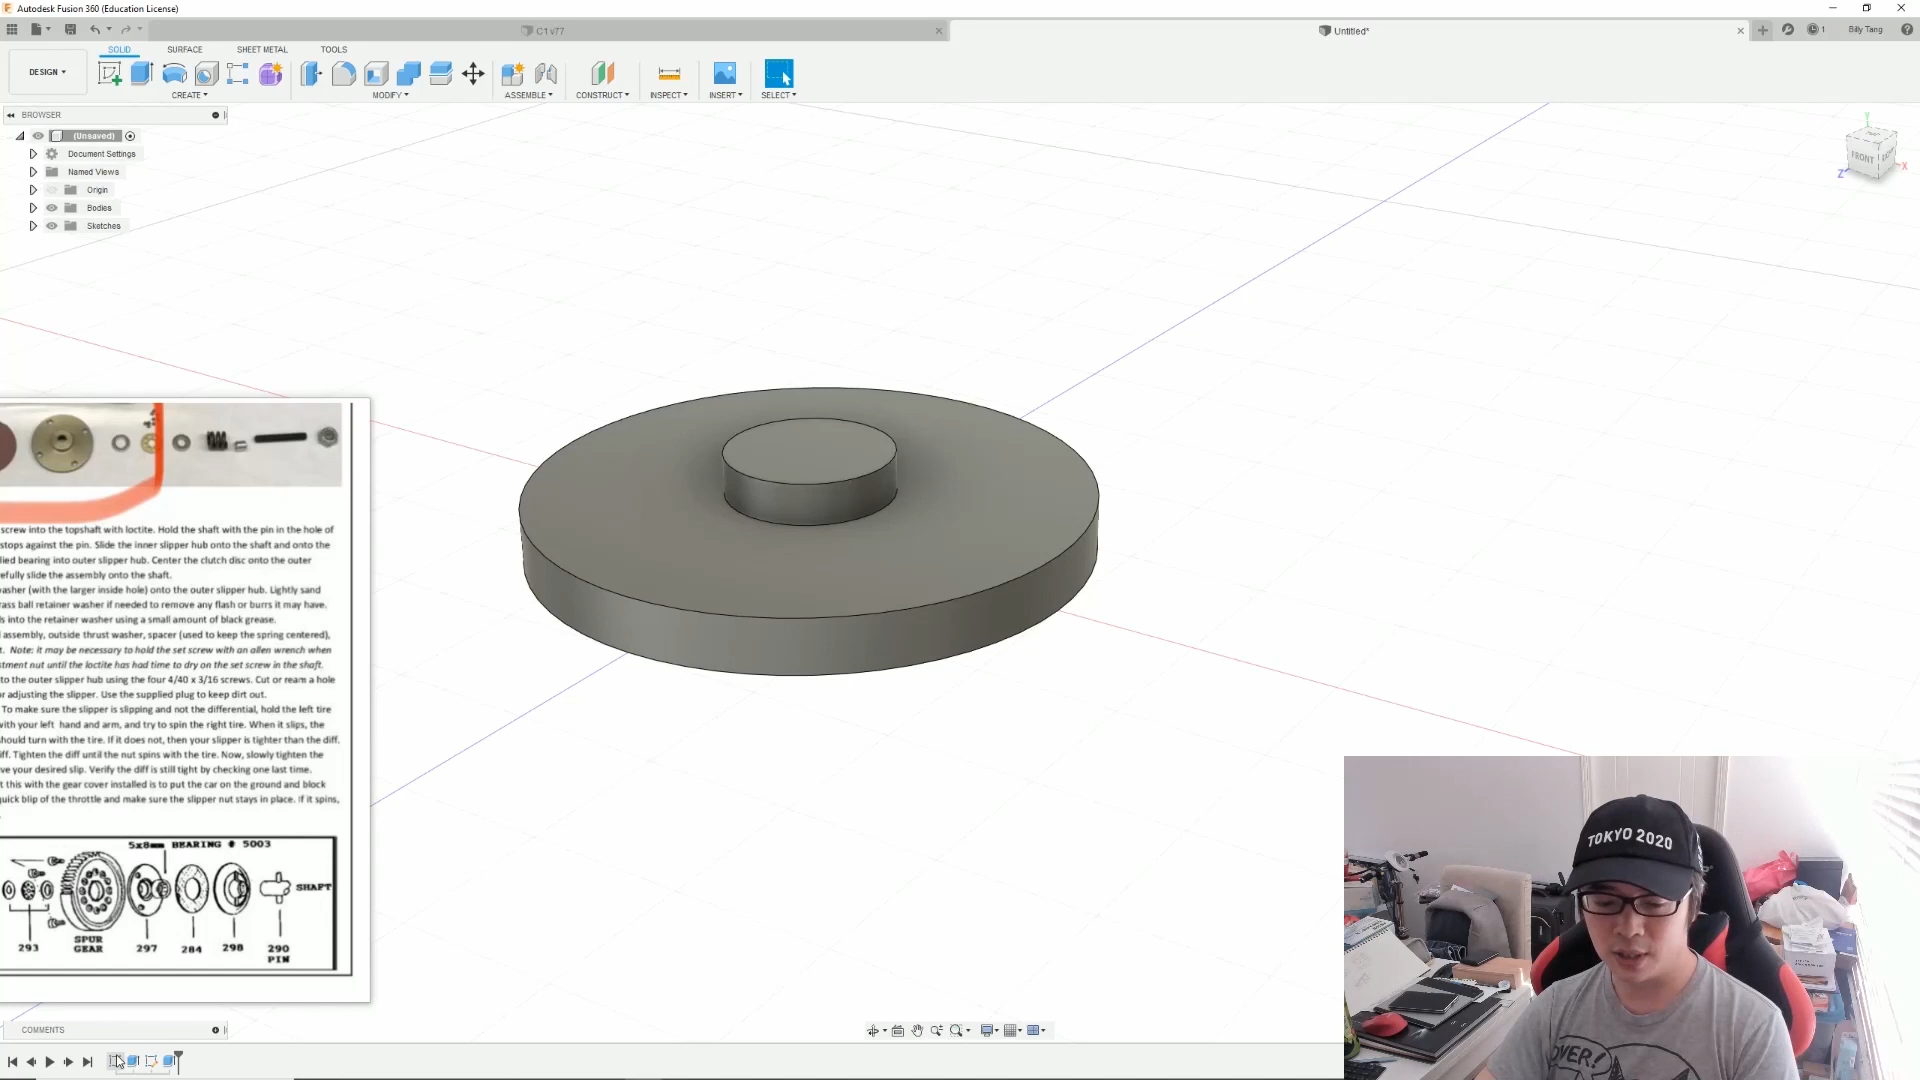 Autodesk Fusion 360 (Education License)
C1 v77
Untitled*
1
Billy Tang
DESIGN
SOLID
SURFACE
SHEET METAL
TOOLS
CREATE
MODIFY
ASSEMBLE
CONSTRUCT
INSPECT
INSERT
SELECT
BROWSER
(Unsaved)
Document Settings
Named Views
Origin
Bodies
Sketches
Y
FRONT
X
Z
screw into the topshaft with loctite. Hold the shaft with the pin in the hole of
stops against the pin. Slide the inner slipper hub onto the shaft and onto the
lied bearing into outer slipper hub. Center the clutch disc onto the outer
efully slide the assembly onto the shaft.
asher (with the larger inside hole) onto the outer slipper hub. Lightly sand
rass ball retainer washer if needed to remove any flash or burrs it may have.
ls into the retainer washer using a small amount of black grease.
l assembly, outside thrust washer, spacer (used to keep the spring centered),
t. Note: it may be necessary to hold the set screw with an allen wrench when
stment nut until the loctite has had time to dry on the set screw in the shaft.
to the outer slipper hub using the four 4/40 x 3/16 screws. Cut or ream a hole
or adjusting the slipper. Use the supplied plug to keep dirt out.
To make sure the slipper is slipping and not the differential, hold the left tire
with your left hand and arm, and try to spin the right tire. When it slips, the
should turn with the tire. If it does not, then your slipper is tighter than the diff.
iff. Tighten the diff until the nut spins with the tire. Now, slowly tighten the
ve your desired slip. Verify the diff is still tight by checking one last time.
t this with the gear cover installed is to put the car on the ground and block
quick blip of the throttle and make sure the slipper nut stays in place. If it spins,
5x8mm BEARING # 5003
SHAFT
293
SPUR
GEAR
297
284
298
290
PIN
COMMENTS
TOKYO 2020
OVER!